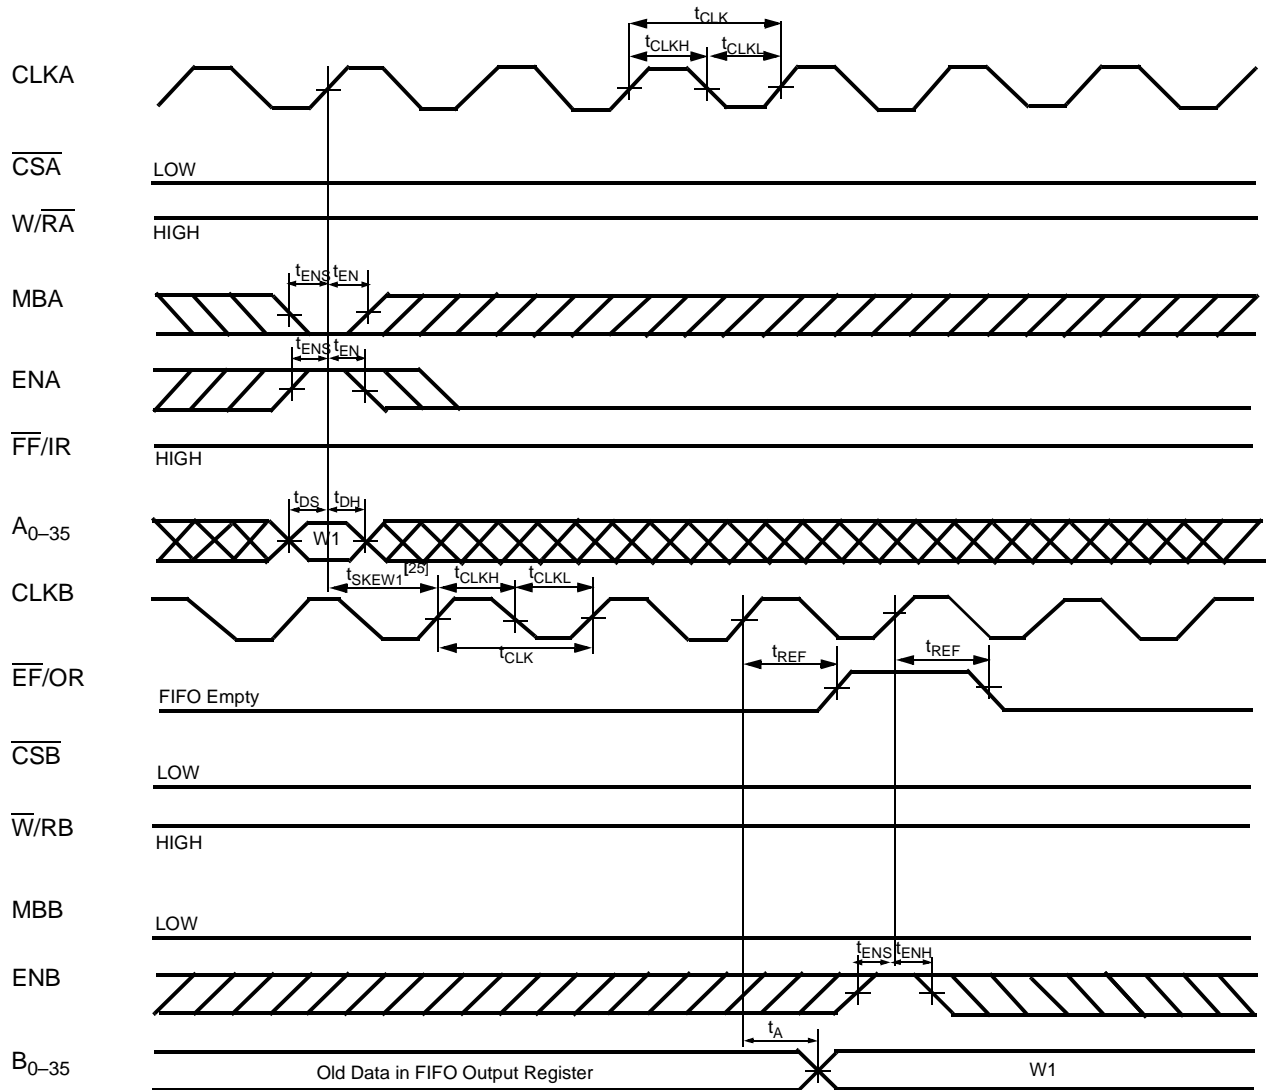 tCLK
tCLKH tCLKL
CLKA
CSA LOW
W/RA HIGH
tENS tEN
MBA
tENS tEN
ENA
FF/IR HIGH
tDS tDH
A0–35 W1
tSKEW1 [25] tCLKH tCLKL
CLKB
tCLK
tREF tREF
EF/OR FIFO Empty
CSB LOW
W/RB HIGH
MBB LOW
tENS tENH
ENB
tA
B0–35 Old Data in FIFO Output Register W1